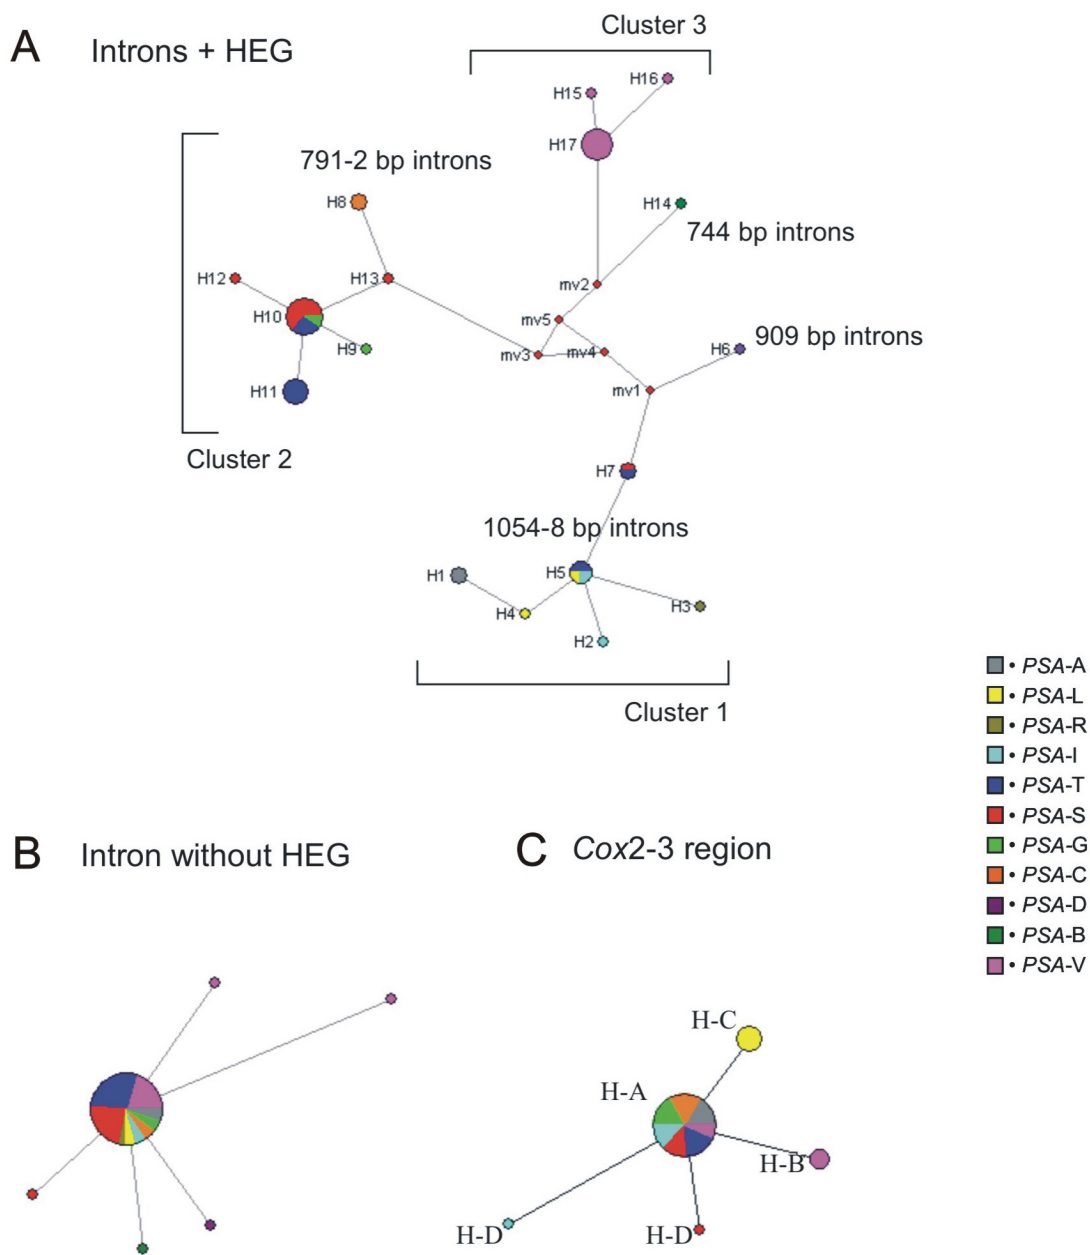 A Introns + HEG
Cluster 3
H16
H15
H17
791-2 bp introns
H8
H14
744 bp introns
H12
H13
mv2
H10
mv5
H9
mv3
mv4
H6
909 bp introns
H11
mv1
Cluster 2
H7
1054-8 bp introns
H1
H5
H4
H3
H2
Cluster 1
• PSA-A
• PSA-L
• PSA-R
• PSA-I
• PSA-T
• PSA-S
• PSA-G
• PSA-C
• PSA-D
• PSA-B
• PSA-V
B Intron without HEG
C Cox2-3 region
H-C
H-A
H-B
H-D
H-D